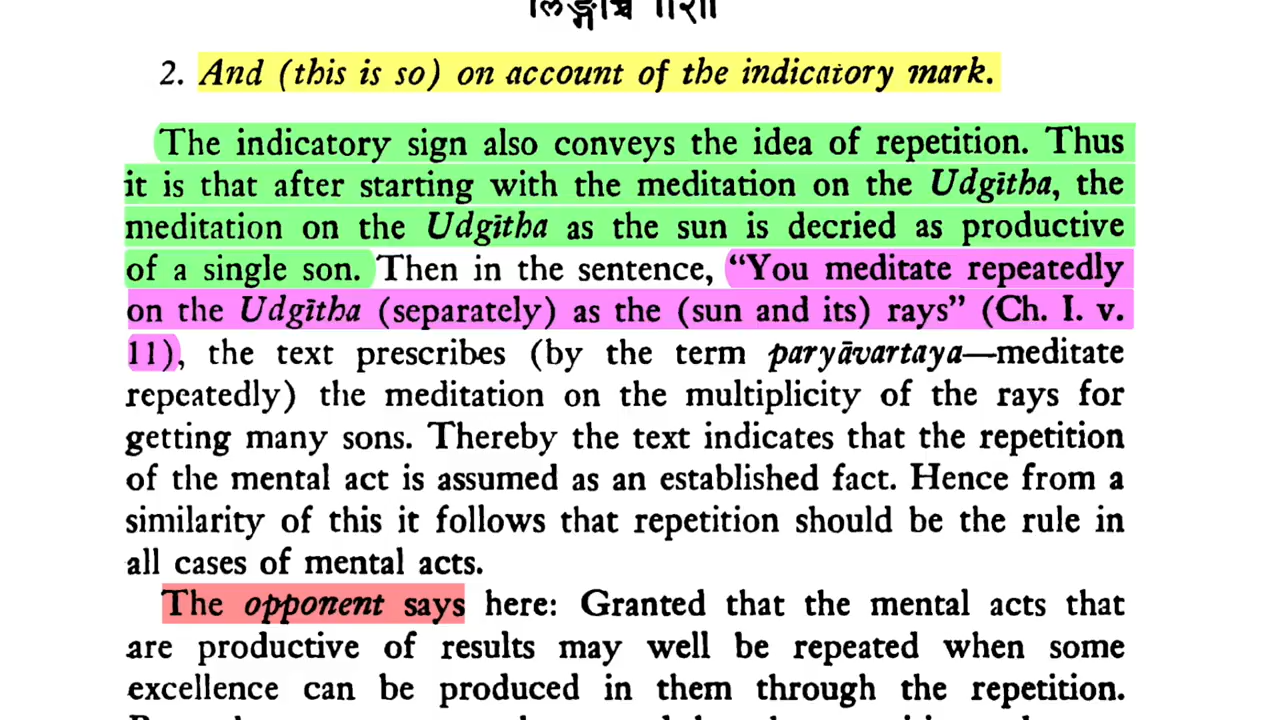 लिङ्गाच्च ॥२॥
2. And (this is so) on account of the indicatory mark.
The indicatory sign also conveys the idea of repetition. Thus
it is that after starting with the meditation on the Udgītha, the
meditation on the Udgītha as the sun is decried as productive
of a single son. Then in the sentence, “You meditate repeatedly
on the Udgītha (separately) as the (sun and its) rays” (Ch. I. v.
11), the text prescribes (by the term paryāvartaya—meditate
repeatedly) the meditation on the multiplicity of the rays for
getting many sons. Thereby the text indicates that the repetition
of the mental act is assumed as an established fact. Hence from a
similarity of this it follows that repetition should be the rule in
all cases of mental acts.
The opponent says here: Granted that the mental acts that
are productive of results may well be repeated when some
excellence can be produced in them through the repetition.